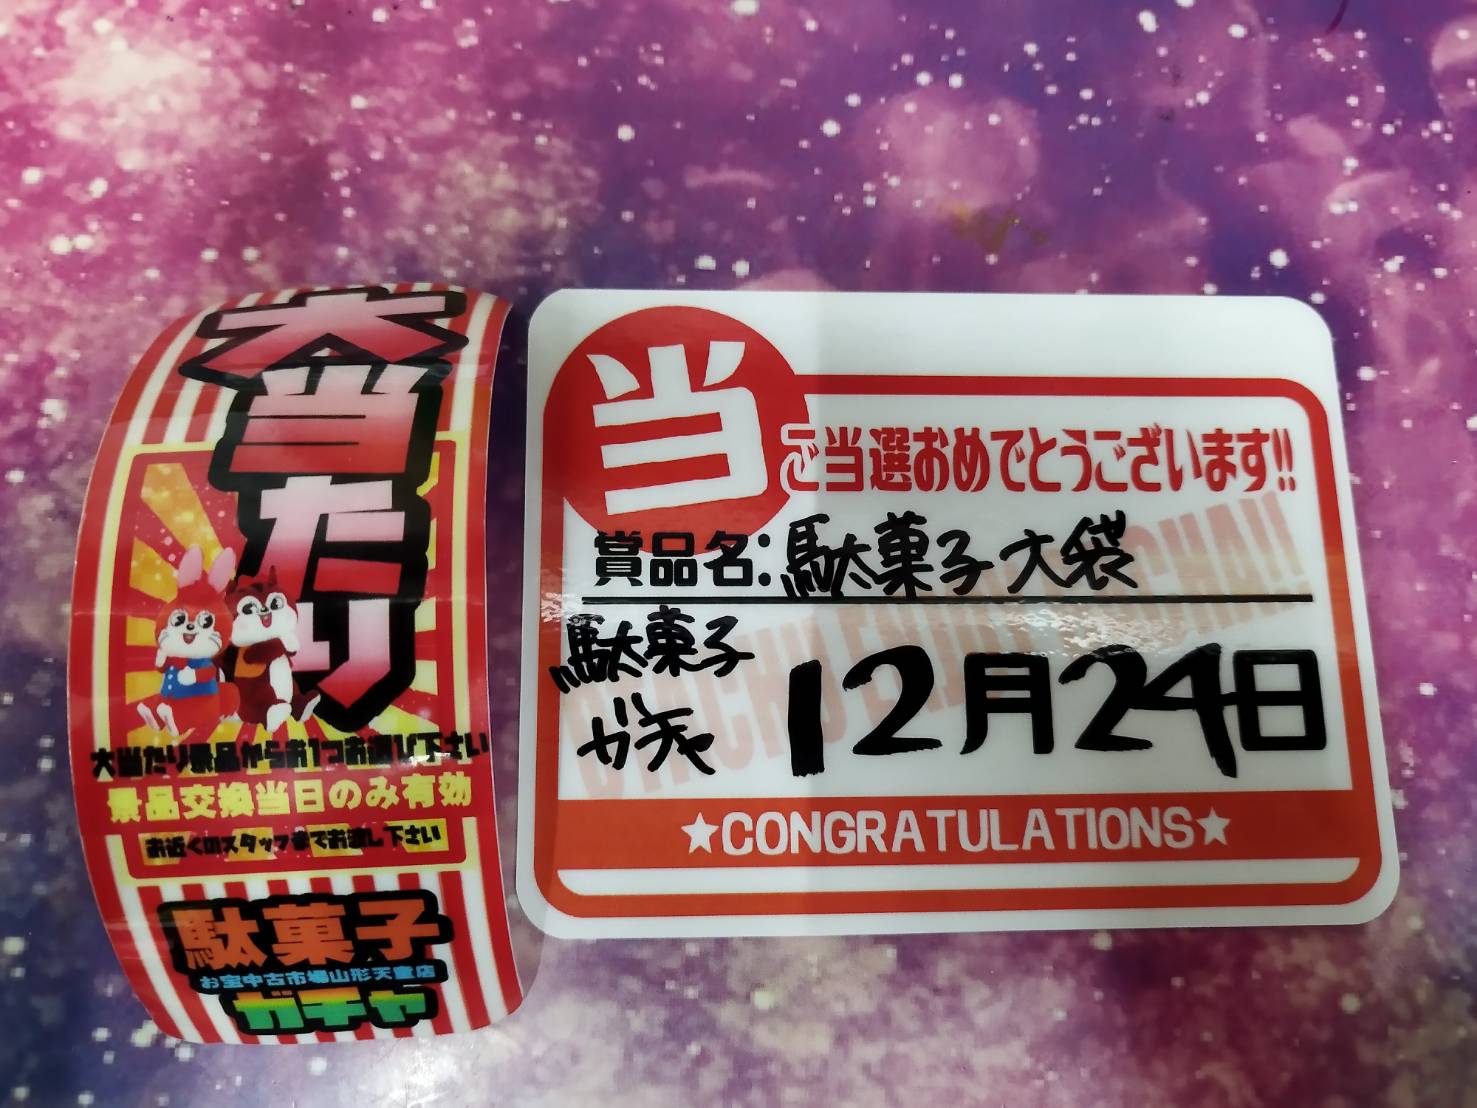 大当たり
大当たり景品からお1つお選び下さい
景品交換当日のみ有効
お近くのスタッフまでお渡し下さい
駄菓子
お宝中古市場山形天童店
ガチャ
当
ご当選おめでとうございます!!
賞品名:駄菓子大袋
駄菓子
ガチャ
12月24日
★CONGRATULATIONS★